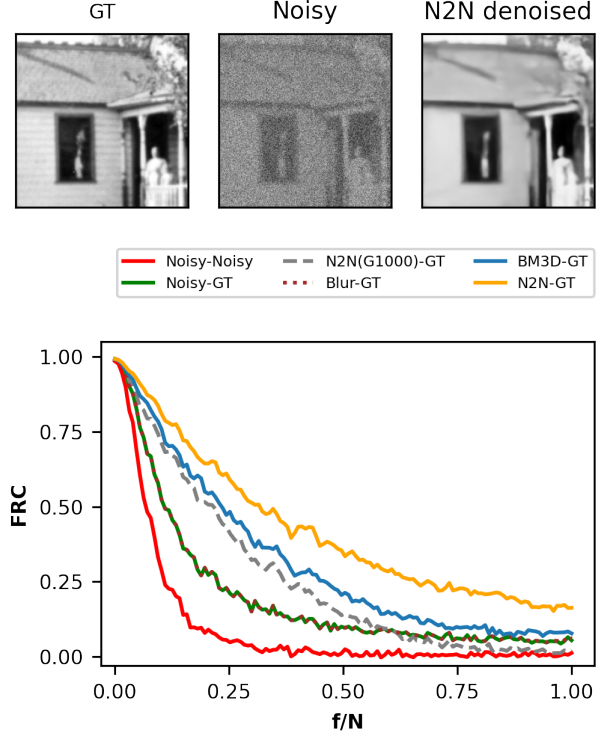 GT Noisy N2N denoised
Noisy-Noisy N2N(G1000)-GT BM3D-GT
Noisy-GT Blur-GT N2N-GT
1.00
0.75
0.50
0.25
0.00
FRC
0.00 0.25 0.50 0.75 1.00
f/N